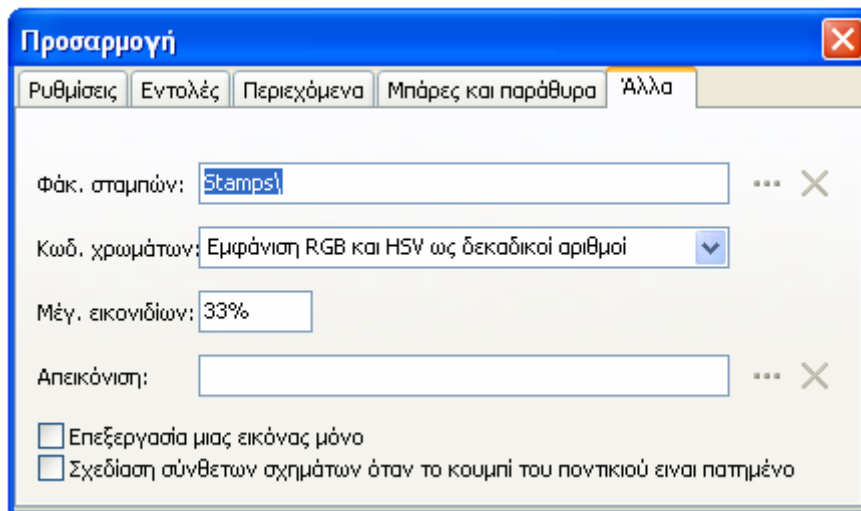 Προσαρμογή
Ρυθμίσεις Εντολές Περιεχόμενα Μπάρες και παράθυρα Άλλα
Φάκ. σταμπών: Stamps\
Κωδ. χρωμάτων: Εμφάνιση RGB και HSV ως δεκαδικοί αριθμοί
Μέγ. εικονιδίων: 33%
Απεικόνιση:
Επεξεργασία μιας εικόνας μόνο
Σχεδίαση σύνθετων σχημάτων όταν το κουμπί του ποντικιού ειναι πατημένο